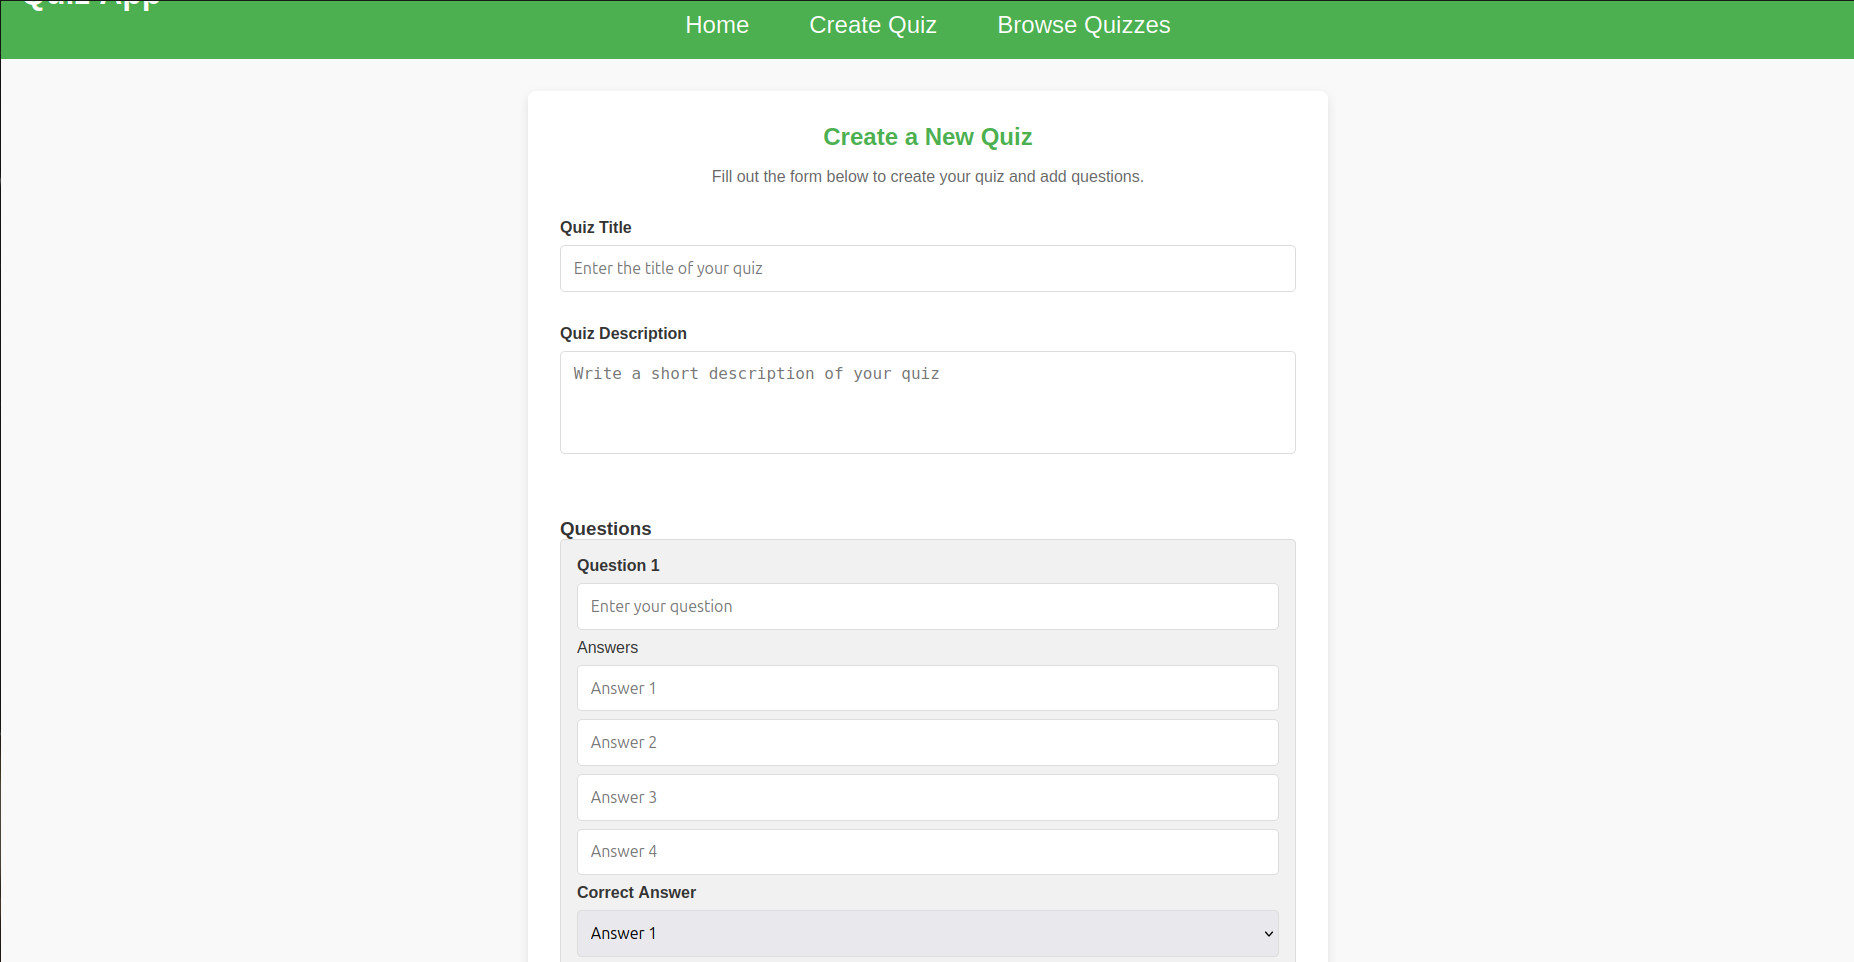 Quiz App
Home Create Quiz Browse Quizzes
Create a New Quiz
Fill out the form below to create your quiz and add questions.
Quiz Title
Enter the title of your quiz
Quiz Description
Write a short description of your quiz
Questions
Question 1
Enter your question
Answers
Answer 1
Answer 2
Answer 3
Answer 4
Correct Answer
Answer 1